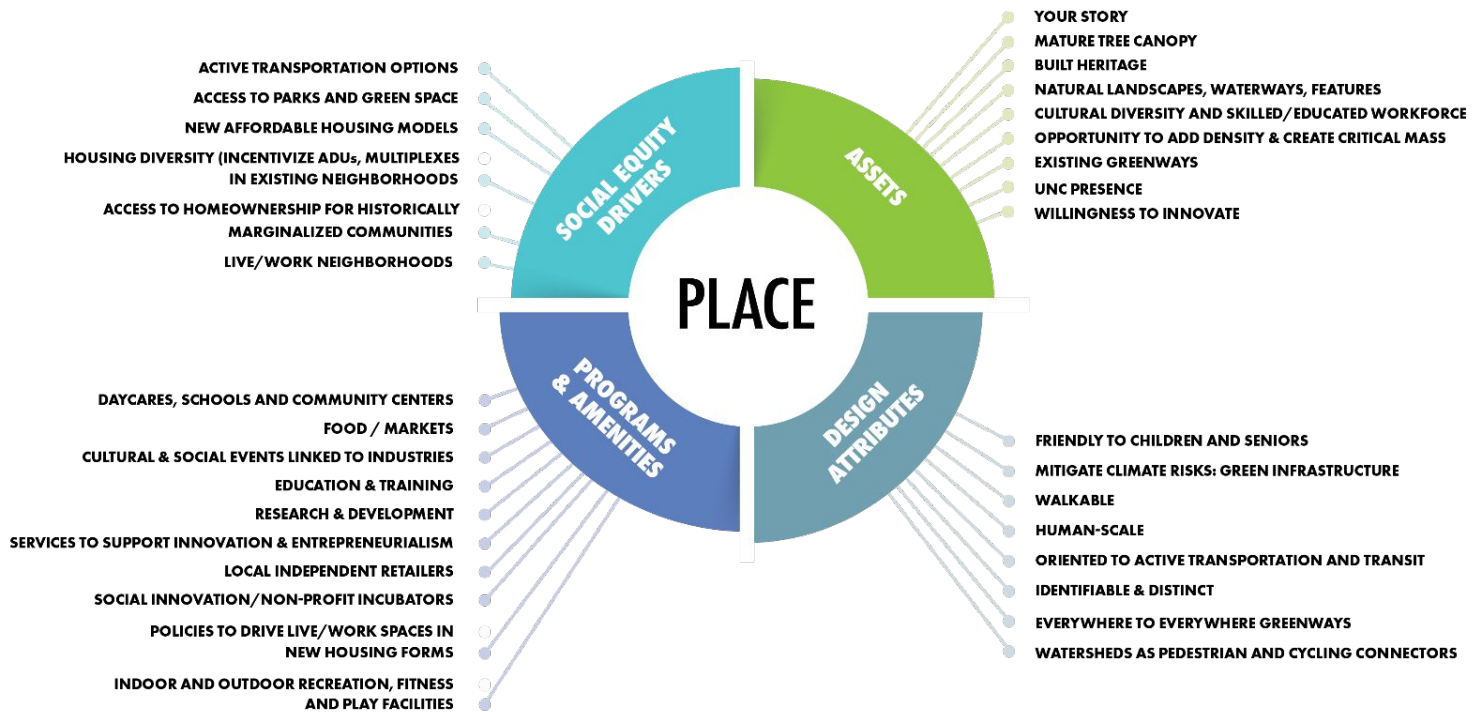 ACTIVE TRANSPORTATION OPTIONS
ACCESS TO PARKS AND GREEN SPACE
NEW AFFORDABLE HOUSING MODELS
HOUSING DIVERSITY (INCENTIVIZE ADUs, MULTIPLEXES
IN EXISTING NEIGHBORHOODS
ACCESS TO HOMEOWNERSHIP FOR HISTORICALLY
MARGINALIZED COMMUNITIES
LIVE/WORK NEIGHBORHOODS
SOCIAL EQUITY
DRIVERS
YOUR STORY
MATURE TREE CANOPY
BUILT HERITAGE
NATURAL LANDSCAPES, WATERWAYS, FEATURES
CULTURAL DIVERSITY AND SKILLED/EDUCATED WORKFORCE
OPPORTUNITY TO ADD DENSITY & CREATE CRITICAL MASS
EXISTING GREENWAYS
UNC PRESENCE
WILLINGNESS TO INNOVATE
ASSETS
PLACE
DAYCARES, SCHOOLS AND COMMUNITY CENTERS
FOOD / MARKETS
CULTURAL & SOCIAL EVENTS LINKED TO INDUSTRIES
EDUCATION & TRAINING
RESEARCH & DEVELOPMENT
SERVICES TO SUPPORT INNOVATION & ENTREPRENEURIALISM
LOCAL INDEPENDENT RETAILERS
SOCIAL INNOVATION/NON-PROFIT INCUBATORS
POLICIES TO DRIVE LIVE/WORK SPACES IN
NEW HOUSING FORMS
INDOOR AND OUTDOOR RECREATION, FITNESS
AND PLAY FACILITIES
PROGRAMS
& AMENITIES
DESIGN
ATTRIBUTES
FRIENDLY TO CHILDREN AND SENIORS
MITIGATE CLIMATE RISKS: GREEN INFRASTRUCTURE
WALKABLE
HUMAN-SCALE
ORIENTED TO ACTIVE TRANSPORTATION AND TRANSIT
IDENTIFIABLE & DISTINCT
EVERYWHERE TO EVERYWHERE GREENWAYS
WATERSHEDS AS PEDESTRIAN AND CYCLING CONNECTORS